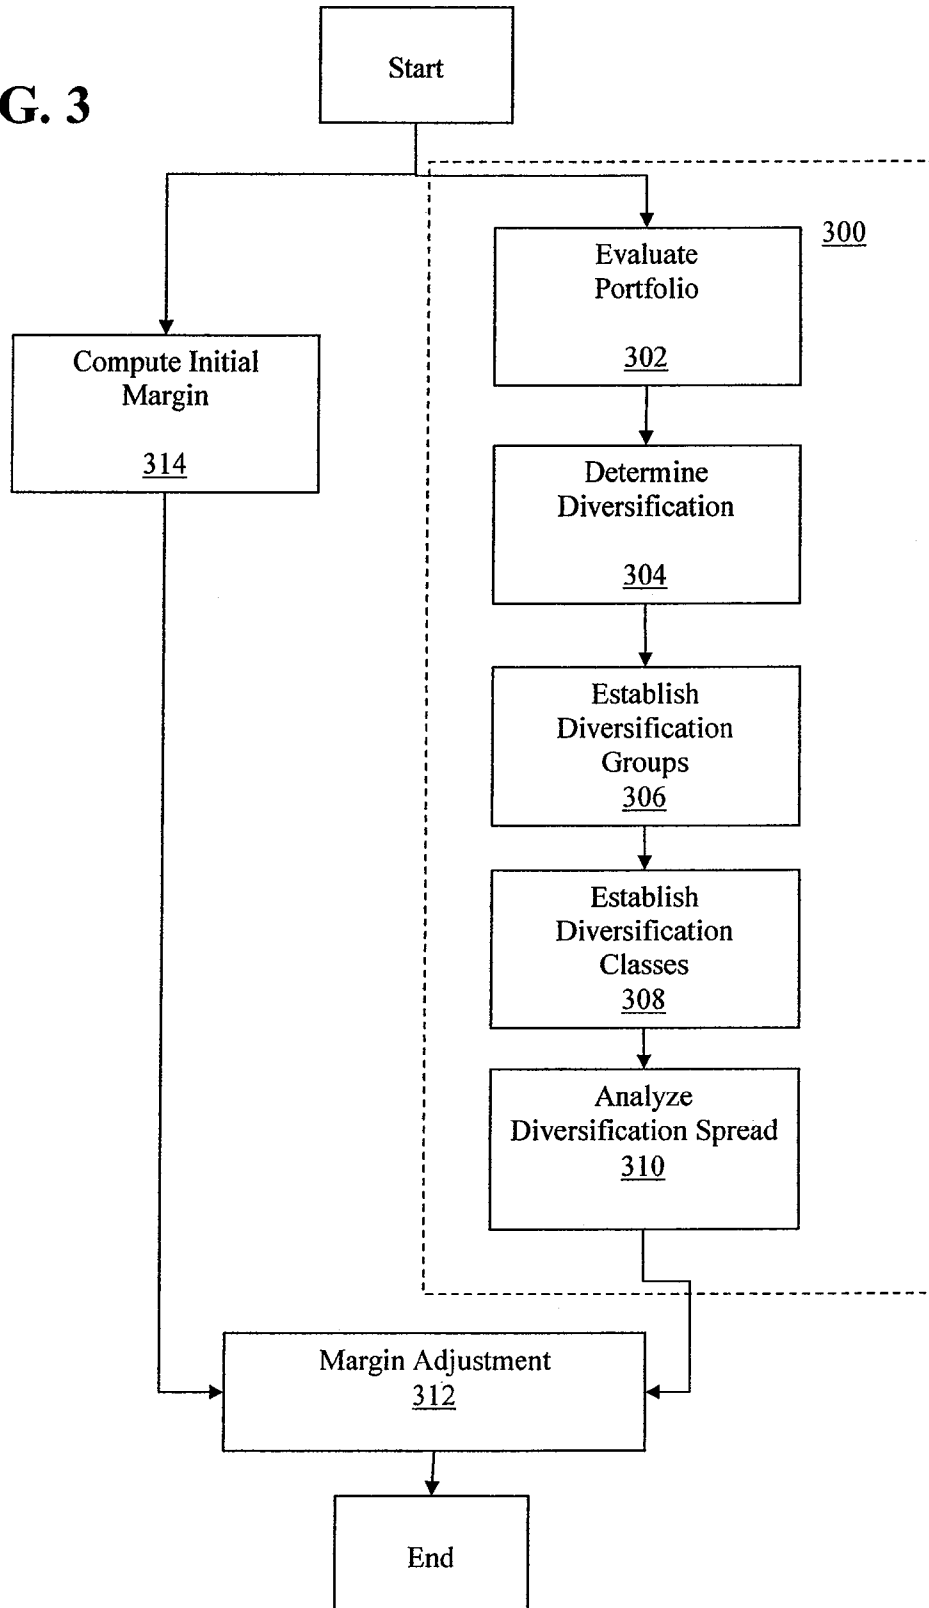 Start
G. 3
300
Evaluate
Portfolio
302
Compute Initial
Margin
314
Determine
Diversification
304
Establish
Diversification
Groups
306
Establish
Diversification
Classes
308
Analyze
Diversification Spread
310
Margin Adjustment
312
End